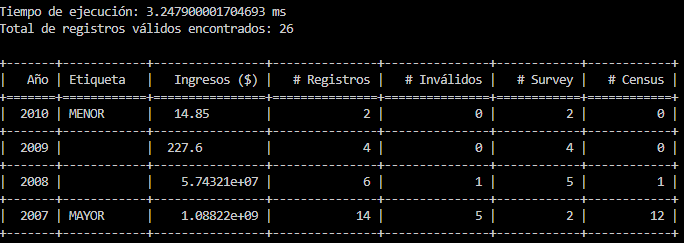 Tiempo de ejecución: 3.247900001704693 ms
Total de registros válidos encontrados: 26
| Año | Etiqueta | Ingresos ($) | # Registros | # Inválidos | # Survey | # Census |
| 2010 | MENOR | 14.85 | 2 | 0 | 2 | 0 |
| 2009 | | 227.6 | 4 | 0 | 4 | 0 |
| 2008 | | 5.74321e+07 | 6 | 1 | 5 | 1 |
| 2007 | MAYOR | 1.08822e+09 | 14 | 5 | 2 | 12 |